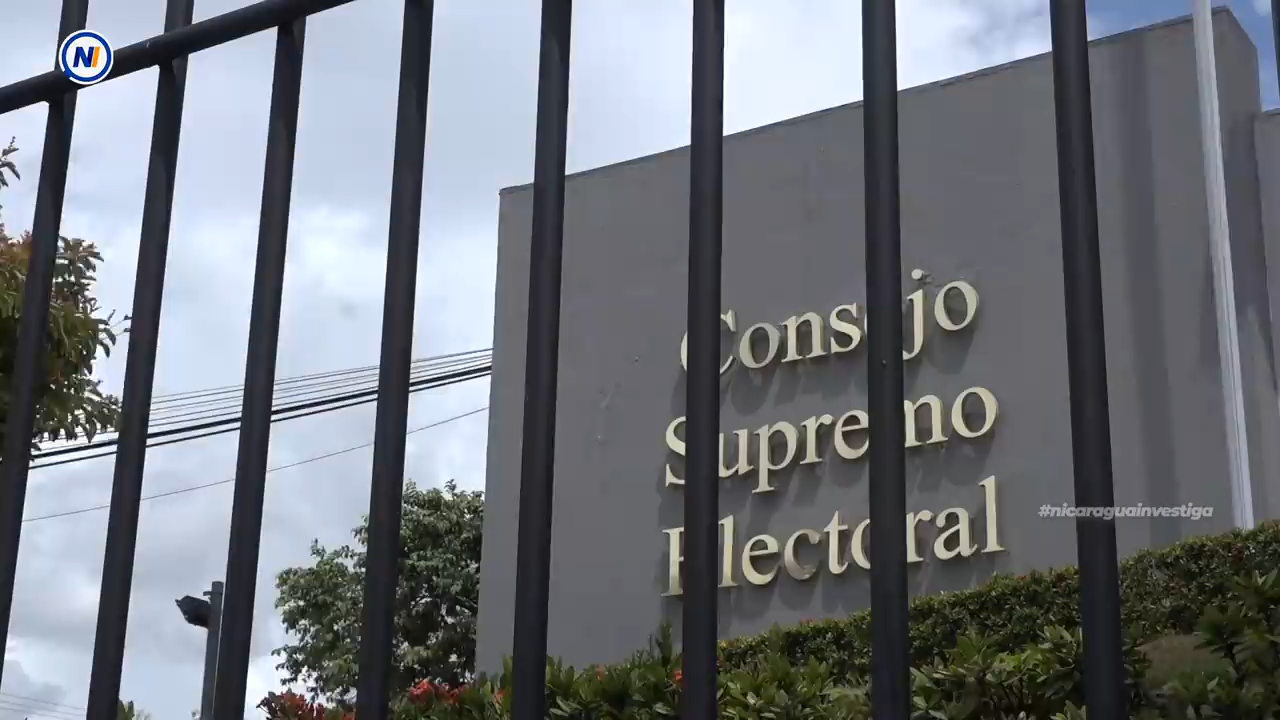 NI
Consejo
Supremo
Electoral
#nicaraguainvestiga